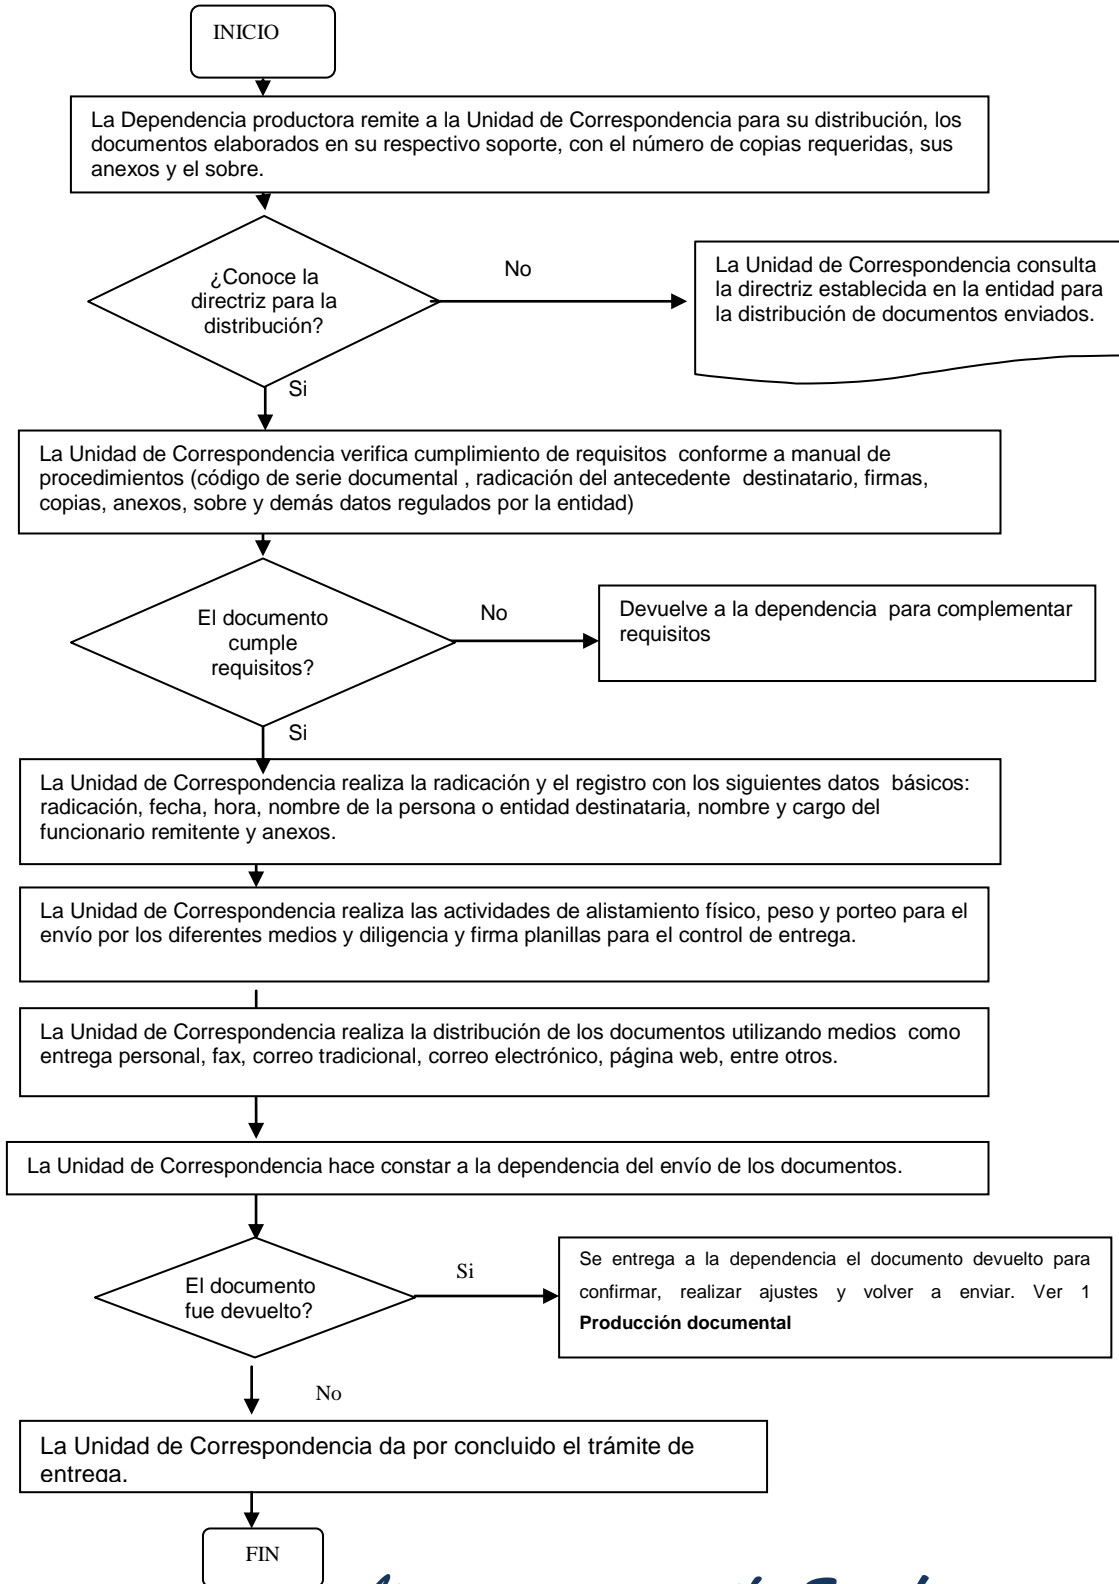 INICIO
La Dependencia productora remite a la Unidad de Correspondencia para su distribución, los
documentos elaborados en su respectivo soporte, con el número de copias requeridas, sus
anexos y el sobre.
¿Conoce la
directriz para la
distribución?
No
La Unidad de Correspondencia consulta
la directriz establecida en la entidad para
la distribución de documentos enviados.
Si
La Unidad de Correspondencia verifica cumplimiento de requisitos conforme a manual de
procedimientos (código de serie documental , radicación del antecedente destinatario, firmas,
copias, anexos, sobre y demás datos regulados por la entidad)
El documento
cumple
requisitos?
No
Devuelve a la dependencia para complementar
requisitos
Si
La Unidad de Correspondencia realiza la radicación y el registro con los siguientes datos básicos:
radicación, fecha, hora, nombre de la persona o entidad destinataria, nombre y cargo del
funcionario remitente y anexos.
La Unidad de Correspondencia realiza las actividades de alistamiento físico, peso y porteo para el
envío por los diferentes medios y diligencia y firma planillas para el control de entrega.
La Unidad de Correspondencia realiza la distribución de los documentos utilizando medios como
entrega personal, fax, correo tradicional, correo electrónico, página web, entre otros.
La Unidad de Correspondencia hace constar a la dependencia del envío de los documentos.
El documento
fue devuelto?
Si
Se entrega a la dependencia el documento devuelto para
confirmar, realizar ajustes y volver a enviar. Ver 1
Producción documental
No
La Unidad de Correspondencia da por concluido el trámite de
entrega.
FIN